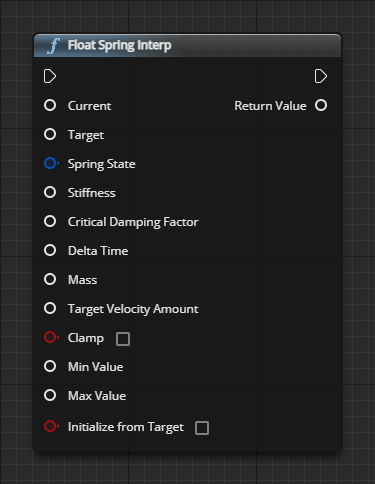 f Float Spring Interp
Current Return Value
Target
Spring State
Stiffness
Critical Damping Factor
Delta Time
Mass
Target Velocity Amount
Clamp
Min Value
Max Value
Initialize from Target